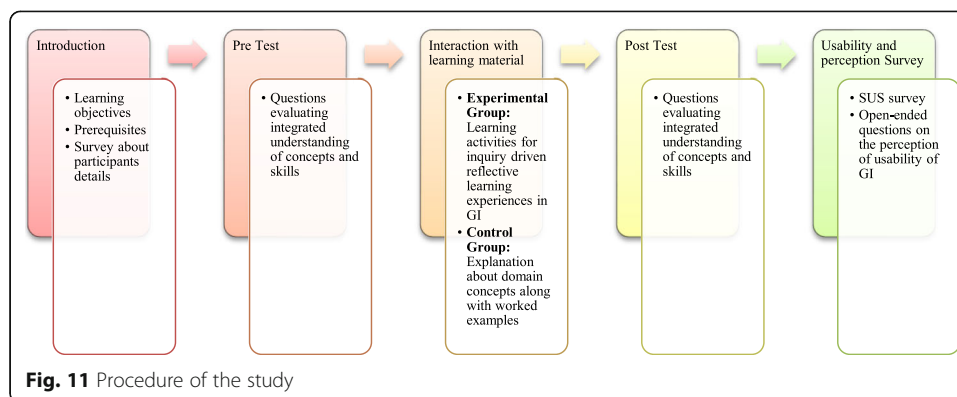 Introduction
• Learning
objectives
• Prerequisites
• Survey about
participants
details
Pre Test
• Questions
evaluating
integrated
understanding
of concepts and
skills
Interaction with
learning material
• Experimental
Group:
Learning
activities for
inquiry driven
reflective
learning
experiences in
GI
• Control
Group:
Explanation
about domain
concepts along
with worked
examples
Post Test
• Questions
evaluating
integrated
understanding
of concepts and
skills
Usability and
perception Survey
• SUS survey
• Open-ended
questions on
the perception
of usability of
GI
Fig. 11 Procedure of the study